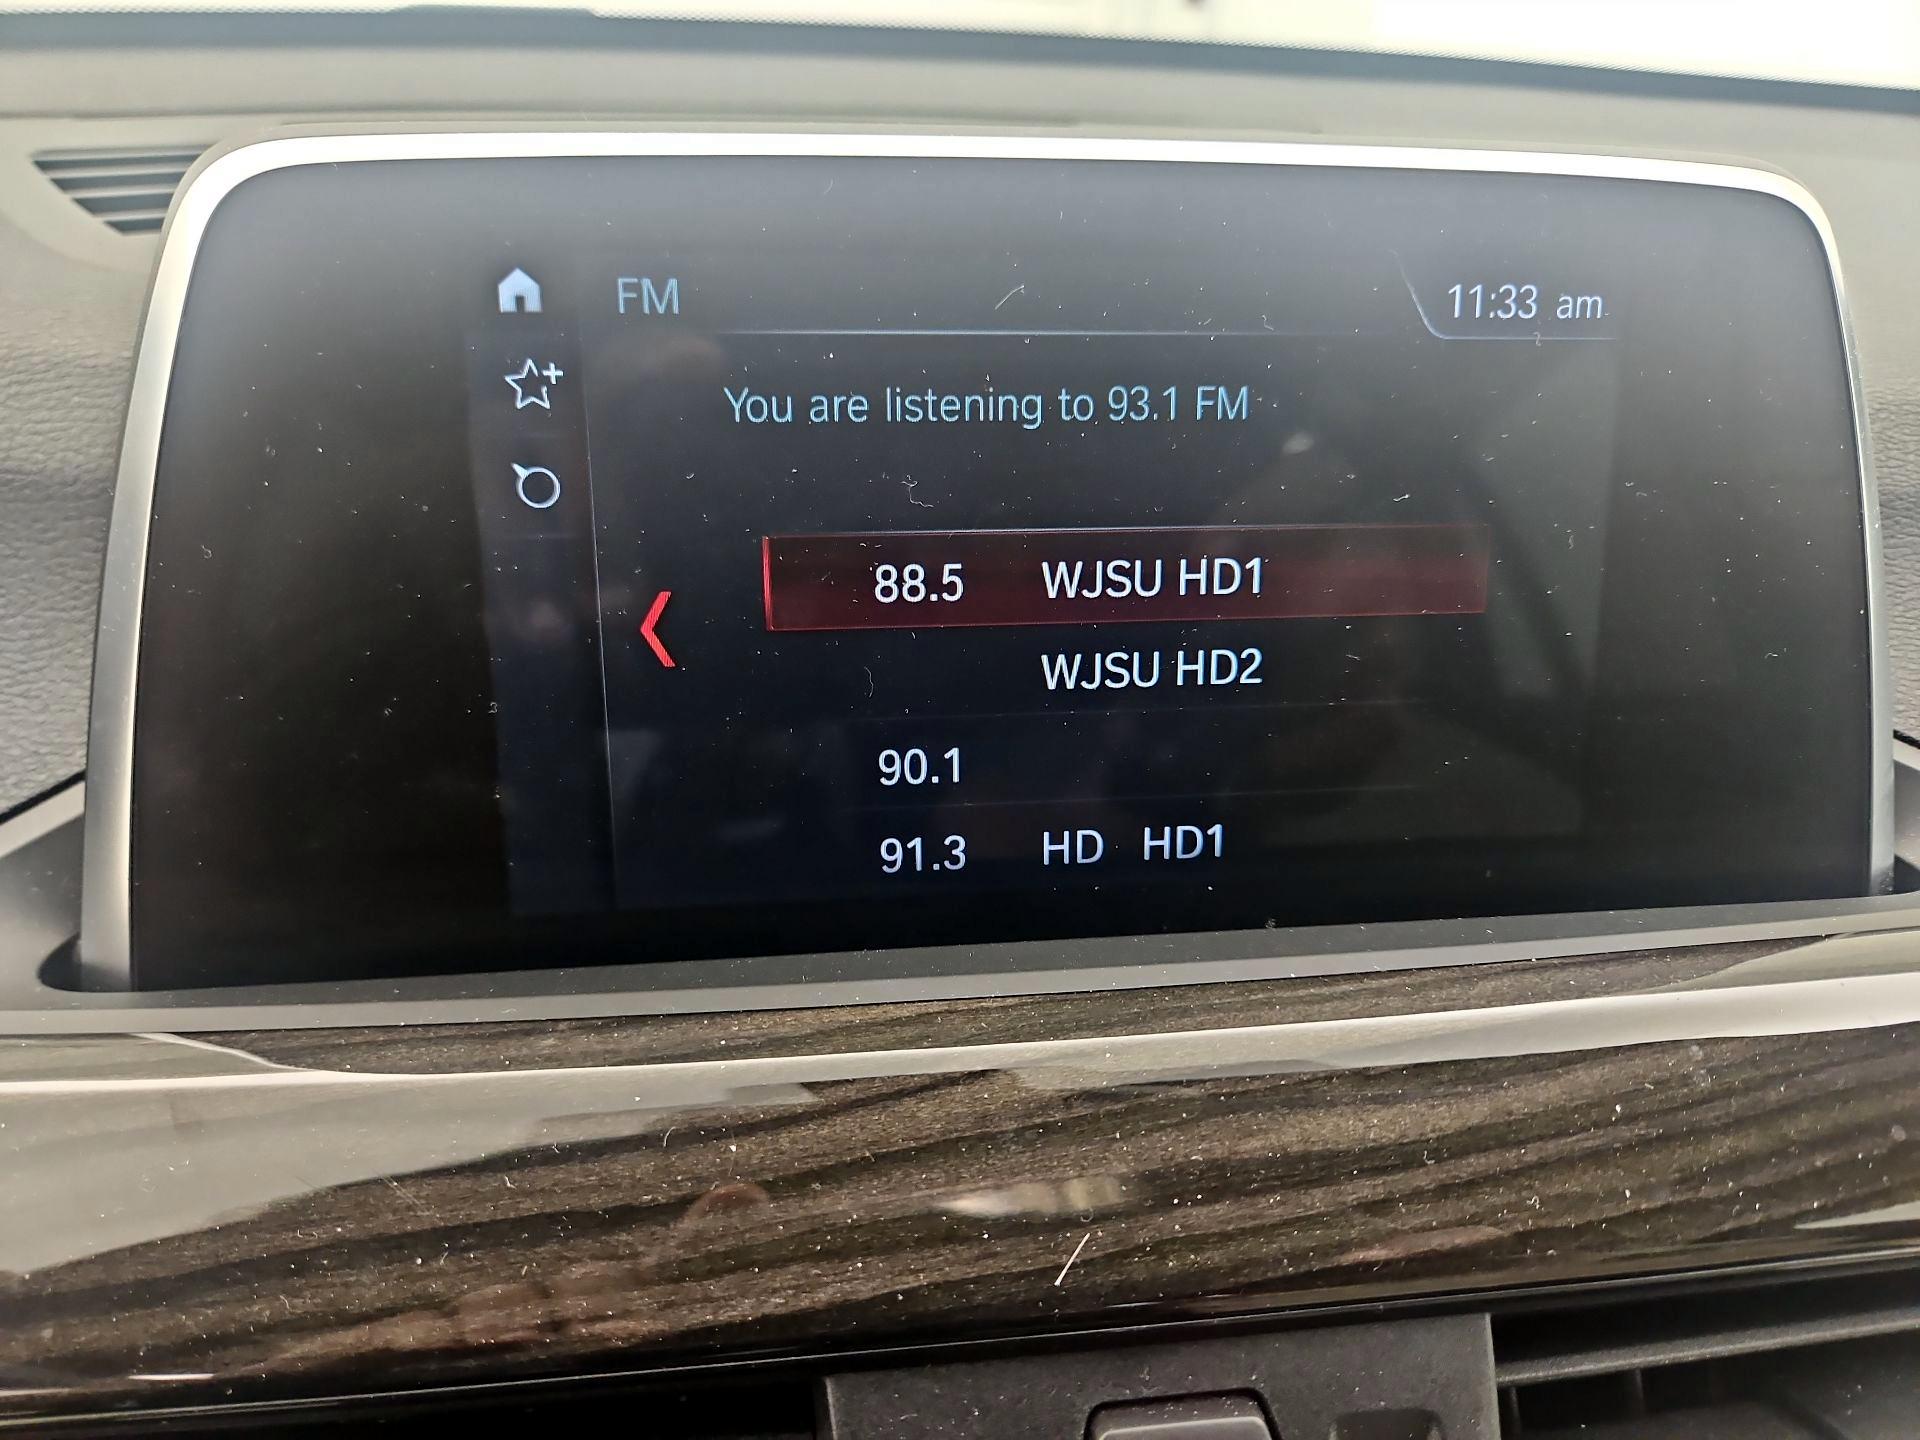 FM 11:33 am
You are listening to 93.1 FM
88.5 WJSU HD1
WJSU HD2
90.1
91.3 HD HD1